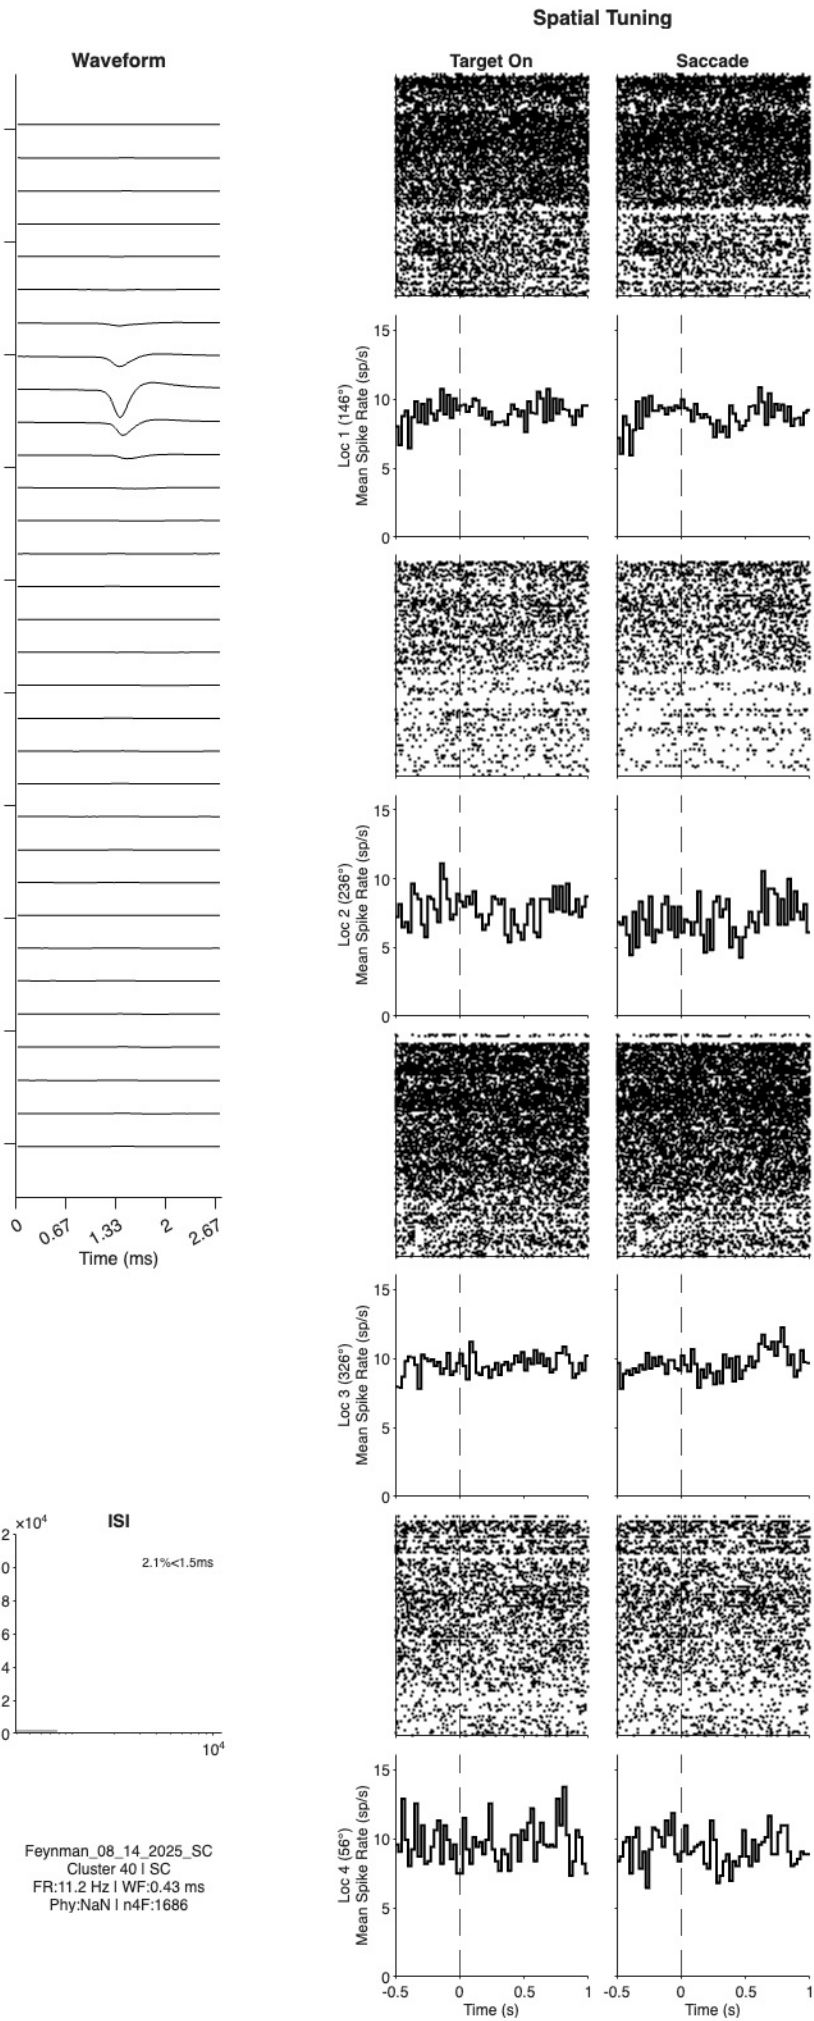 Spatial Tuning
Waveform
Target On
Saccade
15
10
5
0
Loc 1 (146°)
Mean Spike Rate (sp/s)
15
10
5
0
Loc 2 (236°)
Mean Spike Rate (sp/s)
0
0.67
1.33
2
2.67
Time (ms)
15
10
5
0
Loc 3 (326°)
Mean Spike Rate (sp/s)
×10⁴
ISI
2.1%<1.5ms
2
0
8
6
4
2
0
10⁴
15
10
5
0
Loc 4 (56°)
Mean Spike Rate (sp/s)
Feynman_08_14_2025_SC
Cluster 40 | SC
FR:11.2 Hz | WF:0.43 ms
Phy:NaN | n4F:1686
-0.5 0 0.5 1
Time (s)
-0.5 0 0.5 1
Time (s)